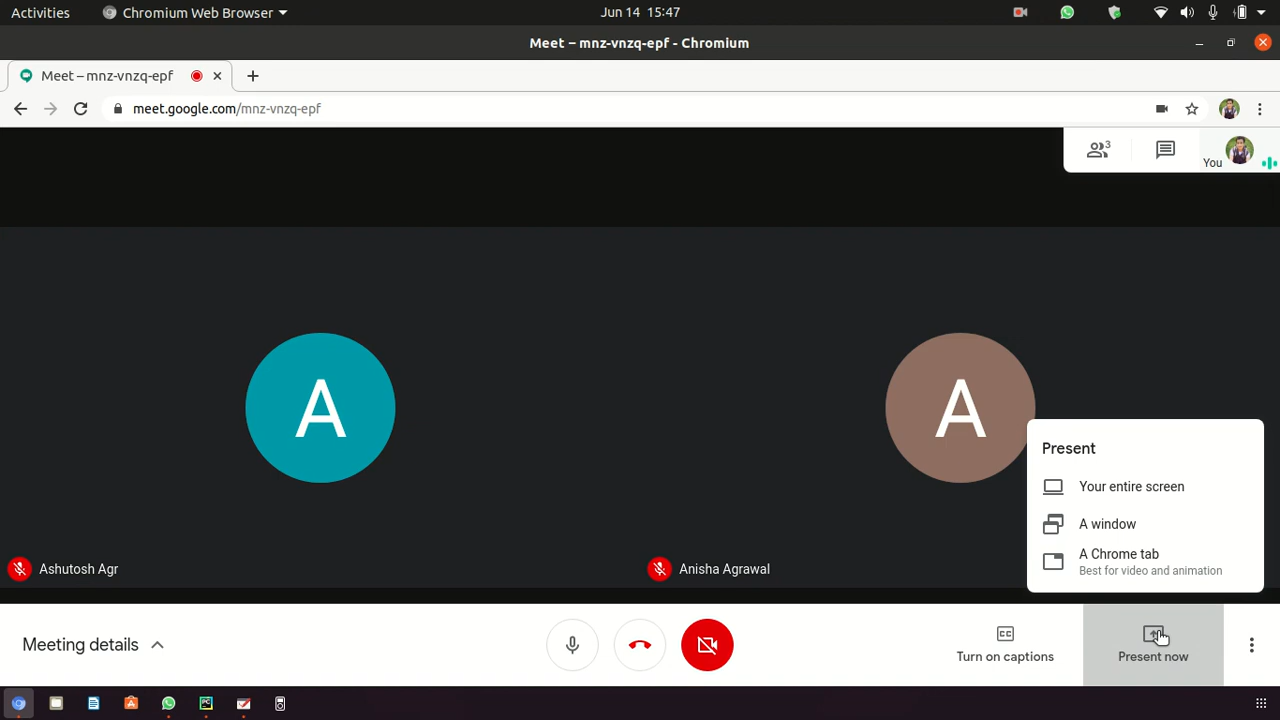 Activities
Chromium Web Browser
Jun 14 15:47
Meet – mnz-vnzq-epf - Chromium
Meet – mnz-vnzq-epf
meet.google.com/mnz-vnzq-epf
3
You
A
A
Present
Your entire screen
A window
A Chrome tab
Best for video and animation
Ashutosh Agr
Anisha Agrawal
Meeting details
CC
Turn on captions
Present now
PC